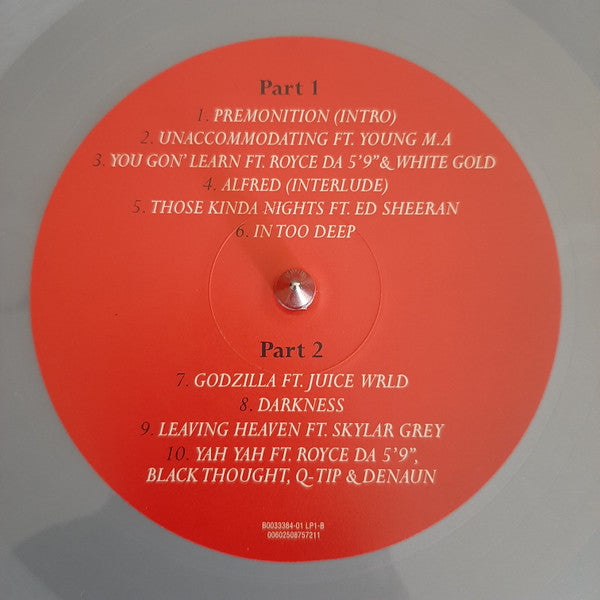 Part 1
1. PREMONITION (INTRO)
2. UNACCOMMODATING FT. YOUNG M.A
3. YOU GON' LEARN FT. ROYCE DA 5'9" & WHITE GOLD
4. ALFRED (INTERLUDE)
5. THOSE KINDA NIGHTS FT. ED SHEERAN
6. IN TOO DEEP
Part 2
7. GODZILLA FT. JUICE WRLD
8. DARKNESS
9. LEAVING HEAVEN FT. SKYLAR GREY
10. YAH YAH FT. ROYCE DA 5'9",
BLACK THOUGHT, Q-TIP & DENAUN
B0033384-01 LP1-B
00602508757211